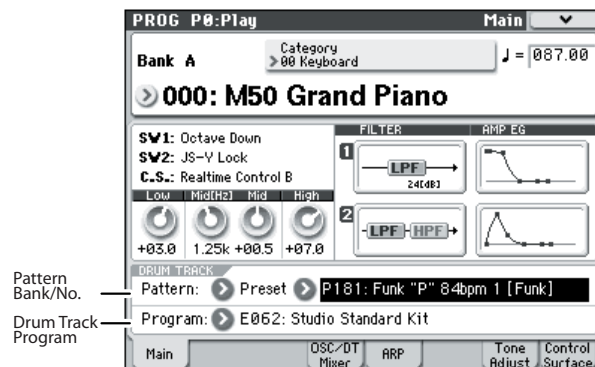 PROG P0:Play Main
Bank A
Category
00 Keyboard
♩ = 087.00
000: M50 Grand Piano
SW1: Octave Down
SW2: JS-Y Lock
C.S.: Realtime Control B
Low Mid[Hz] Mid High
+03.0 1.25k +00.5 +07.0
FILTER AMP EG
1
LPF
24[dB]
2
LPF HPF
DRUM TRACK
Pattern Bank/No.
Pattern: Preset P181: Funk "P" 84bpm 1 [Funk]
Drum Track Program
Program: E062: Studio Standard Kit
Main
OSC/DT Mixer
ARP
Tone Adjust
Control Surface